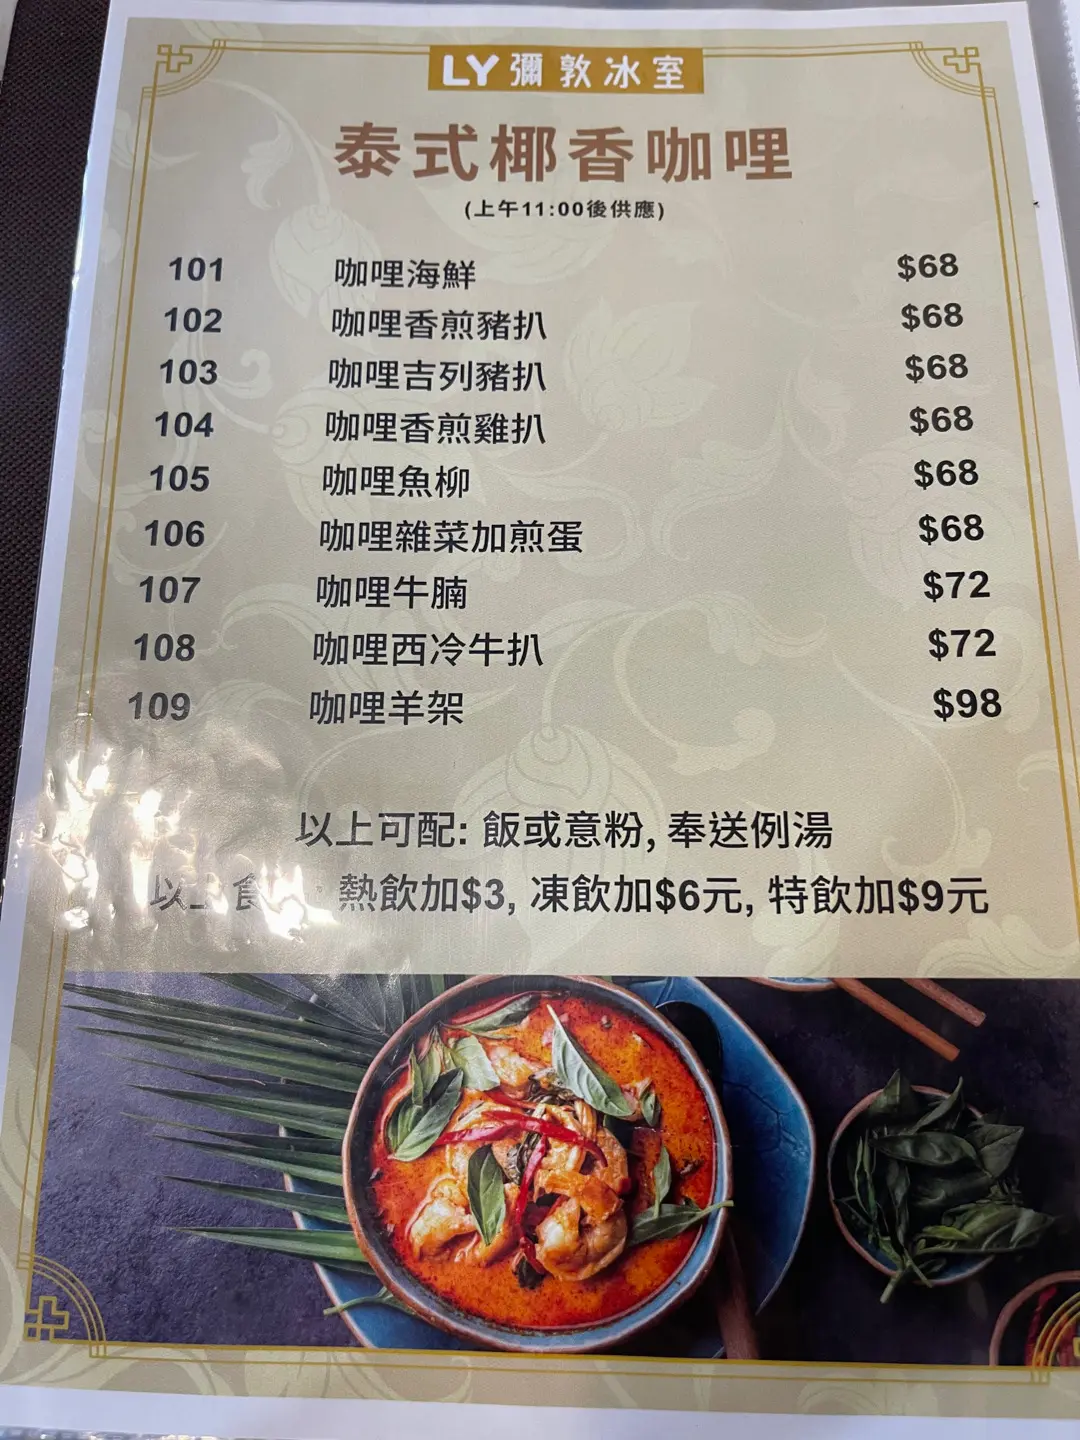 LY 彌敦冰室
泰式椰香咖哩
(上午11:00後供應)
101 咖哩海鮮 $68
102 咖哩香煎豬扒 $68
103 咖哩吉列豬扒 $68
104 咖哩香煎雞扒 $68
105 咖哩魚柳 $68
106 咖哩雜菜加煎蛋 $68
107 咖哩牛腩 $72
108 咖哩西冷牛扒 $72
109 咖哩羊架 $98
以上可配: 飯或意粉, 奉送例湯
以上食 熱飲加$3, 凍飲加$6元, 特飲加$9元